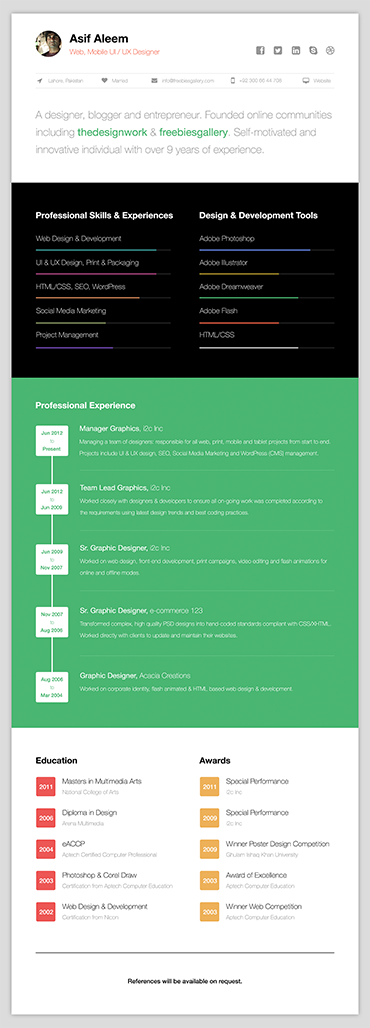 Asif Aleem
Web, Mobile UI / UX Designer
Lahore, Pakistan
Married
info@freebiesgallery.com
Website
A designer, blogger and entrepreneur. Founded online communities
including thedesignwork & freebiesgallery. Self-motivated and
innovative individual with over 9 years of experience.
Professional Skills & Experiences
Web Design & Development
UI & UX Design, Print & Packaging
HTML/CSS, SEO, WordPress
Social Media Marketing
Project Management
Design & Development Tools
Adobe Photoshop
Adobe Illustrator
Adobe Dreamweaver
Adobe Flash
HTML/CSS
Professional Experience
Jun 2012
to
Present
Manager Graphics, i2c Inc
Managing a team of designers: responsible for all web, print, mobile and tablet projects from start to end.
Projects include UI & UX design, SEO, Social Media Marketing and WordPress (CMS) management.
Jun 2012
to
Jun 2009
Team Lead Graphics, i2c Inc
Worked closely with designers & developers to ensure all on-going work was completed according to
the requirements using latest design trends and best coding practices.
Jun 2009
to
Nov 2007
Sr. Graphic Designer, i2c Inc
Worked on web design, front-end development, print campaigns, video editing and flash animations for
online and offline modes.
Nov 2007
to
Aug 2006
Sr. Graphic Designer, e-commerce 123
Transformed complex, high quality PSD designs into hand-coded standards compliant with CSS/XHTML.
Worked directly with clients to update and maintain their websites.
Aug 2006
to
Mar 2004
Graphic Designer, Acacia Creations
Worked on corporate identity, flash animated & HTML based web design & development.
Education
2011
Masters in Multimedia Arts
National College of Arts
2006
Diploma in Design
Arena Multimedia
2004
eACCP
Aptech Certified Computer Professional
2003
Photoshop & Corel Draw
Certification from Aptech Computer Education
2002
Web Design & Development
Certification from Nicon
Awards
2011
Special Performance
i2c Inc
2009
Special Performance
i2c Inc
2009
Winner Poster Design Competition
Ghulam Ishaq Khan University
2003
Award of Excellence
Aptech Computer Education
2003
Winner Web Competition
Aptech Computer Education
References will be available on request.